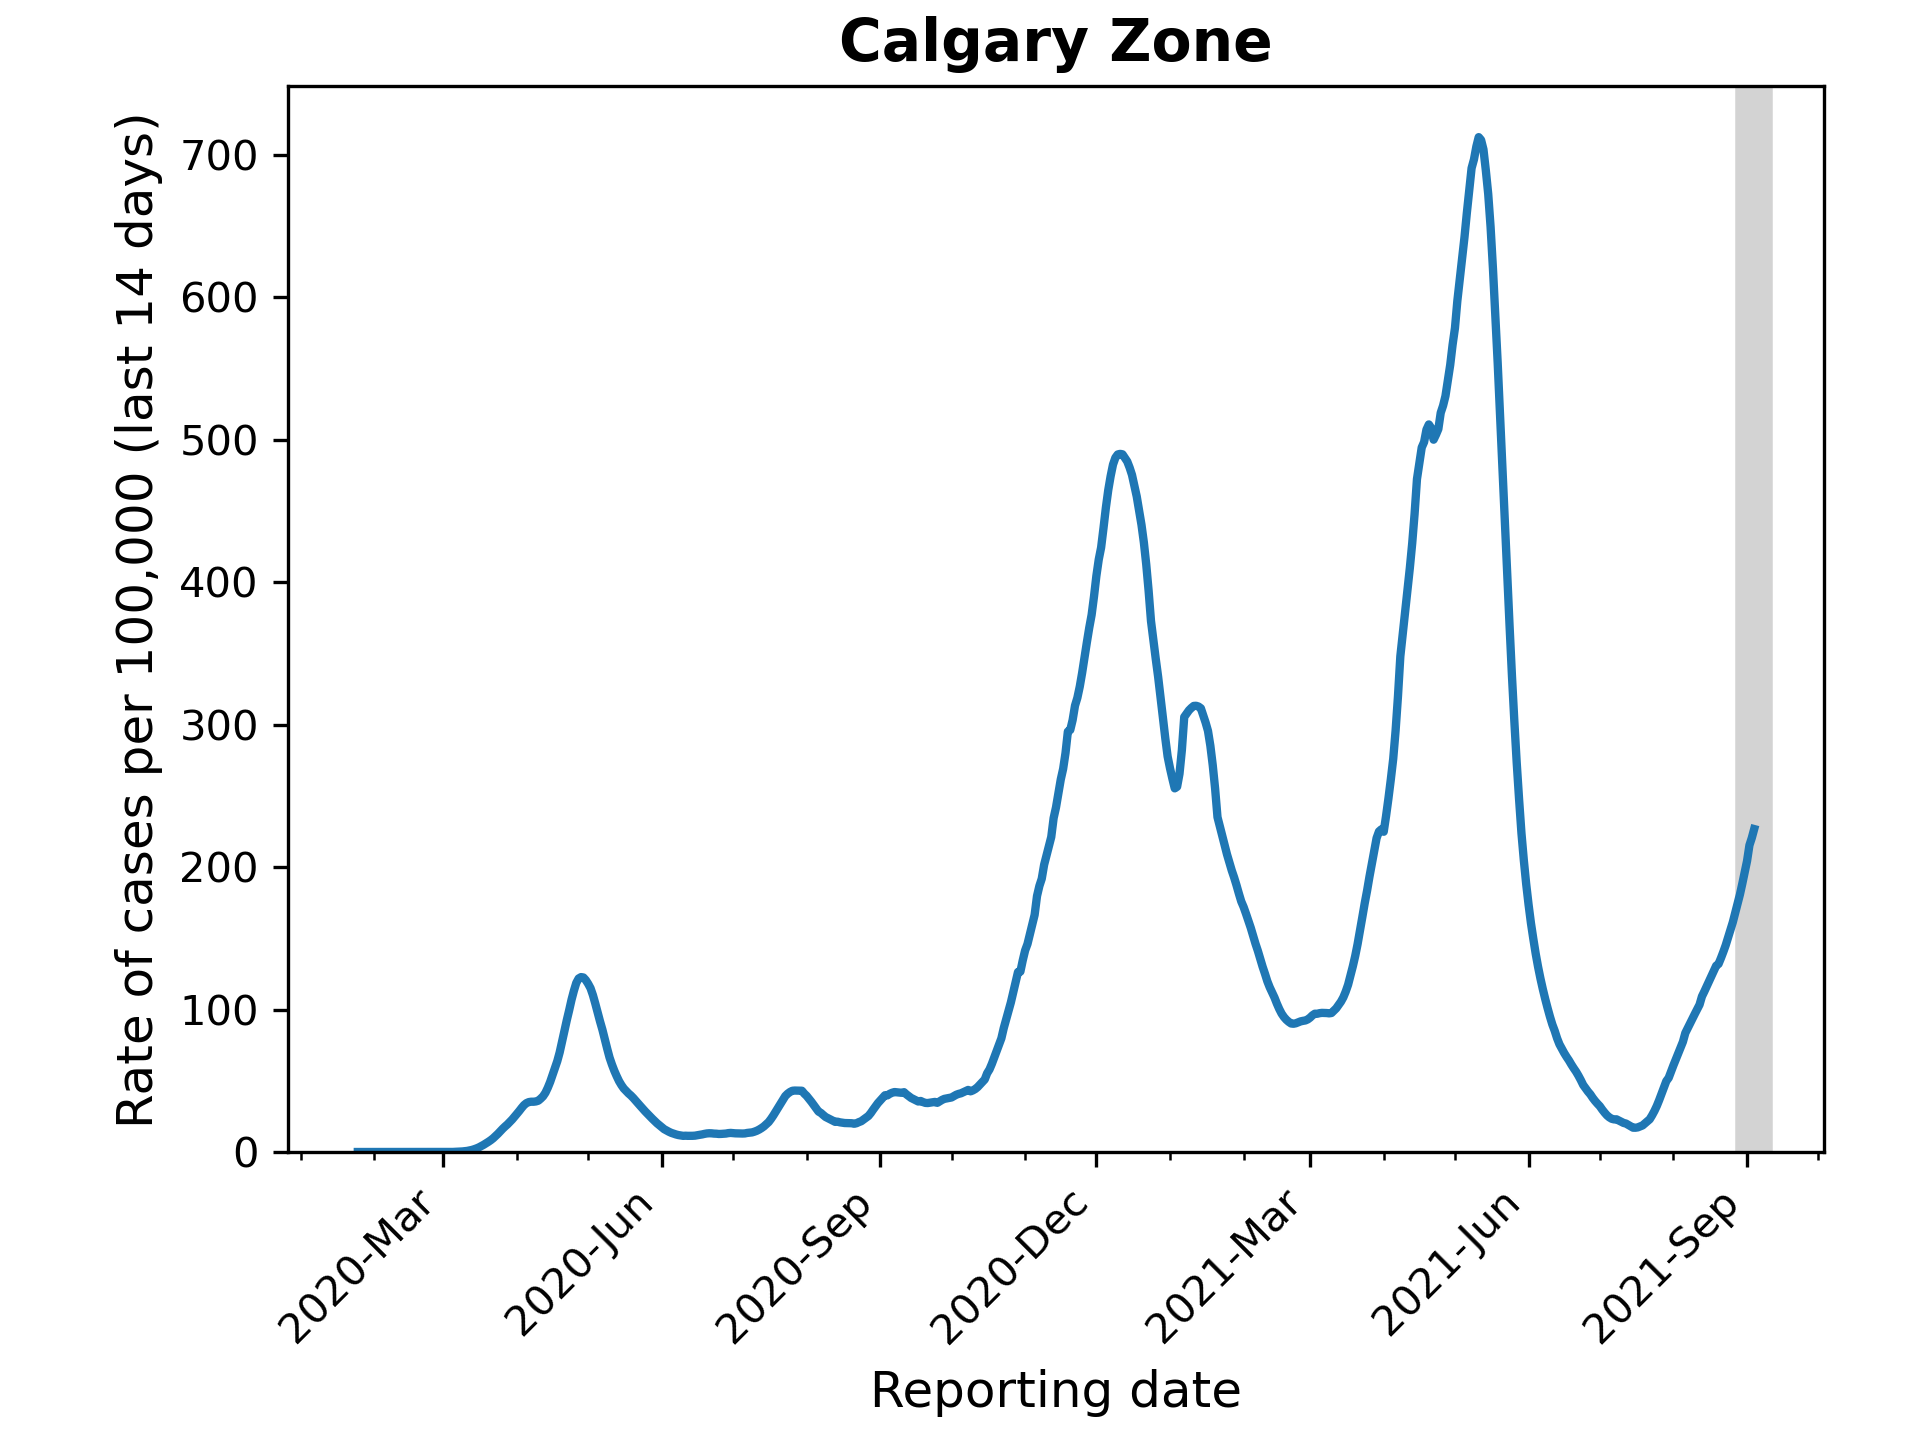 Calgary Zone
Rate of cases per 100,000 (last 14 days)
700
600
500
400
300
200
100
0
2020-Mar
2020-Jun
2020-Sep
2020-Dec
2021-Mar
2021-Jun
2021-Sep
Reporting date